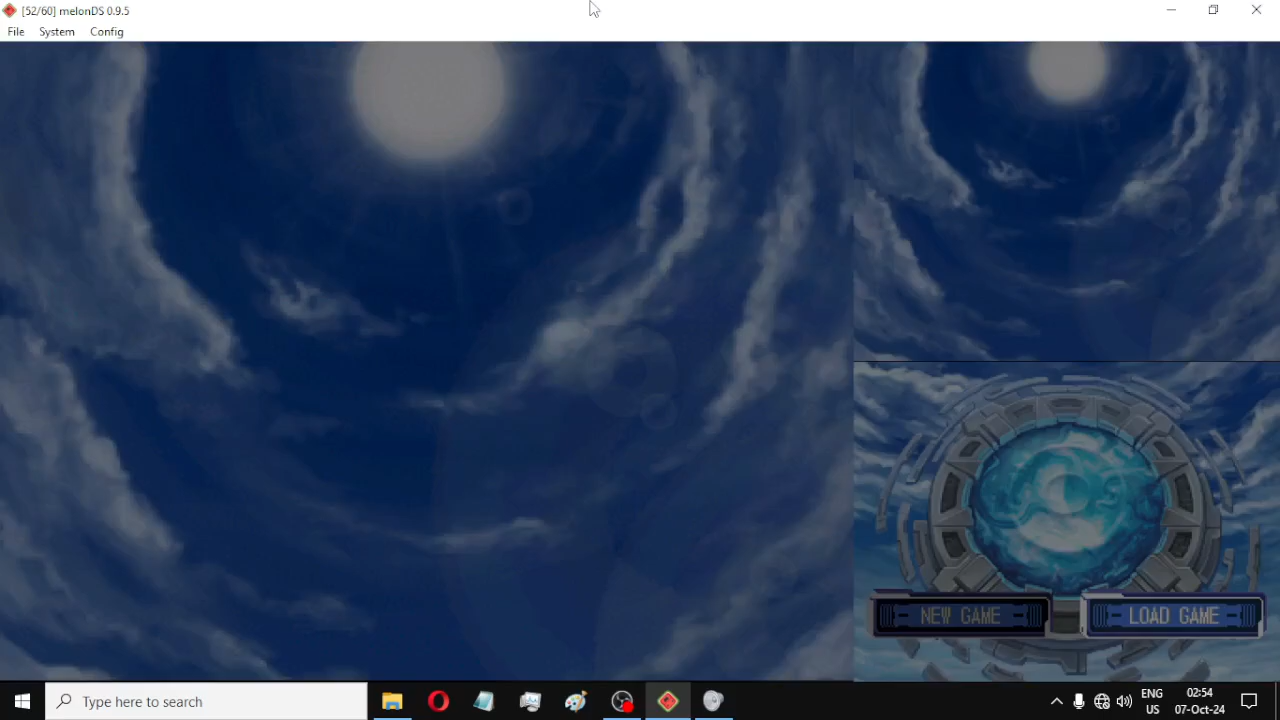 [52/60] melonDS 0.9.5
File System Config
NEW GAME LOAD GAME
Type here to search
ENG
US
02:54
07-Oct-24